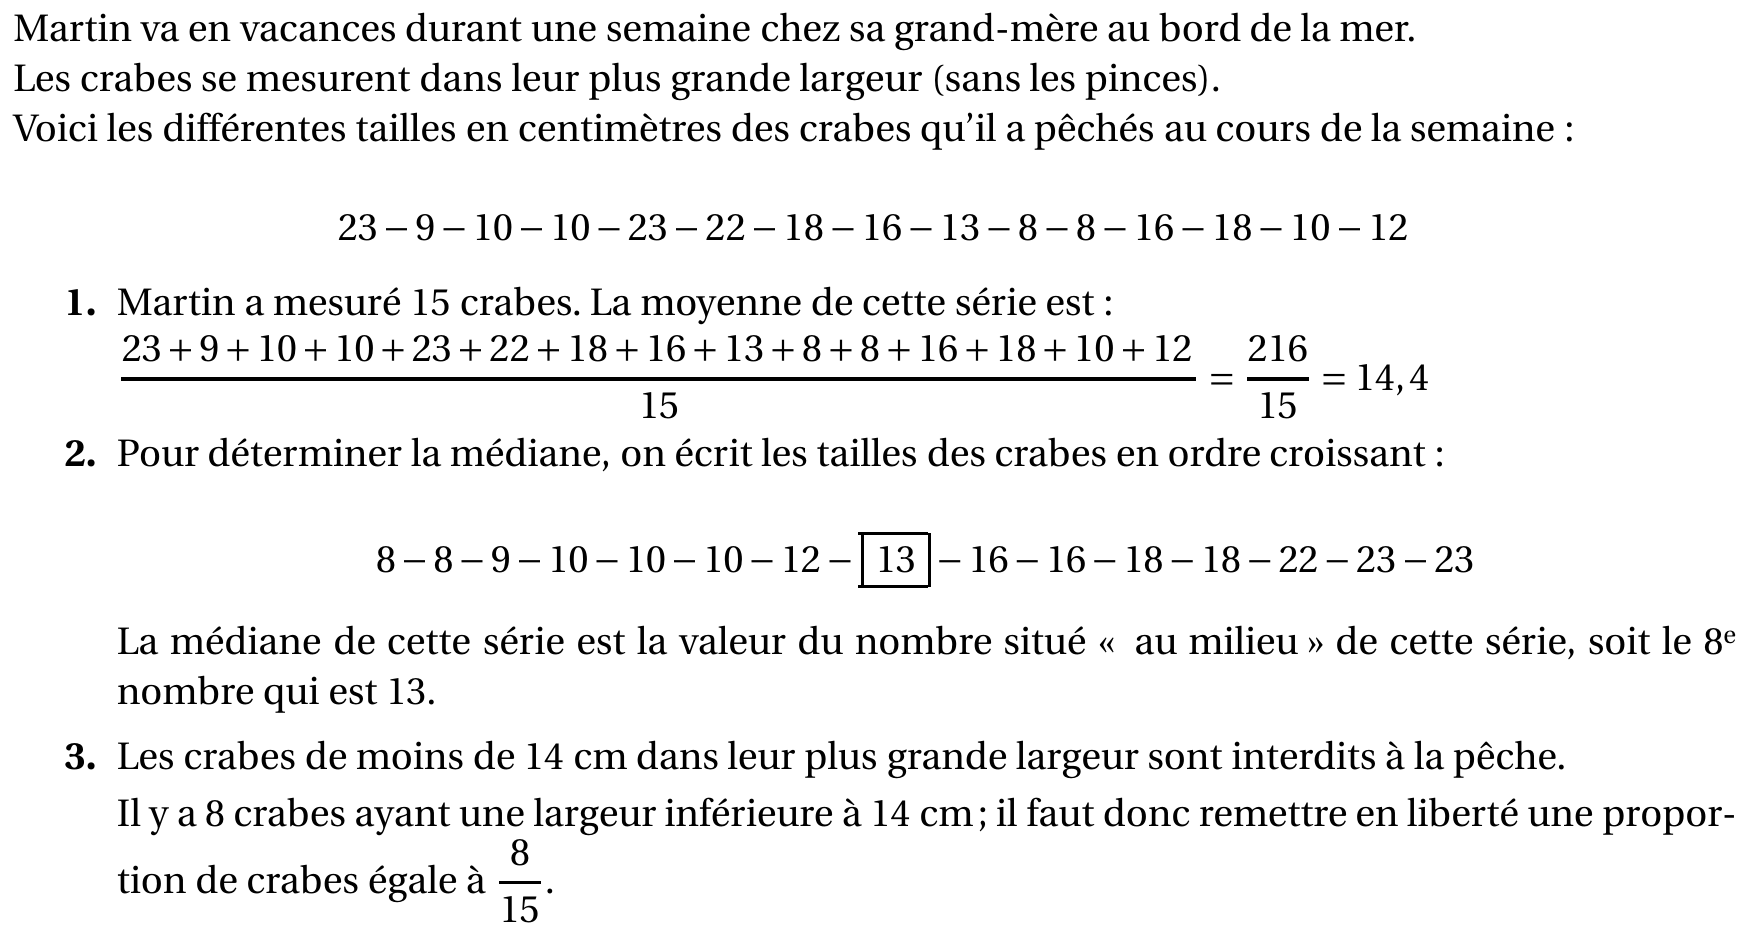 Martin va en vacances durant une semaine chez sa grand-mère au bord de la mer.
Les crabes se mesurent dans leur plus grande largeur (sans les pinces).
Voici les différentes tailles en centimètres des crabes qu'il a pêchés au cours de la semaine :
23 – 9 – 10 – 10 – 23 – 22 – 18 – 16 – 13 – 8 – 8 – 16 – 18 – 10 – 12
1. Martin a mesuré 15 crabes. La moyenne de cette série est :
(23 + 9 + 10 + 10 + 23 + 22 + 18 + 16 + 13 + 8 + 8 + 16 + 18 + 10 + 12)/15 = 216/15 = 14,4
2. Pour déterminer la médiane, on écrit les tailles des crabes en ordre croissant :
8 – 8 – 9 – 10 – 10 – 10 – 12 – 13 – 16 – 16 – 18 – 18 – 22 – 23 – 23
La médiane de cette série est la valeur du nombre situé « au milieu » de cette série, soit le 8e
nombre qui est 13.
3. Les crabes de moins de 14 cm dans leur plus grande largeur sont interdits à la pêche.
Il y a 8 crabes ayant une largeur inférieure à 14 cm ; il faut donc remettre en liberté une propor-
tion de crabes égale à 8/15.